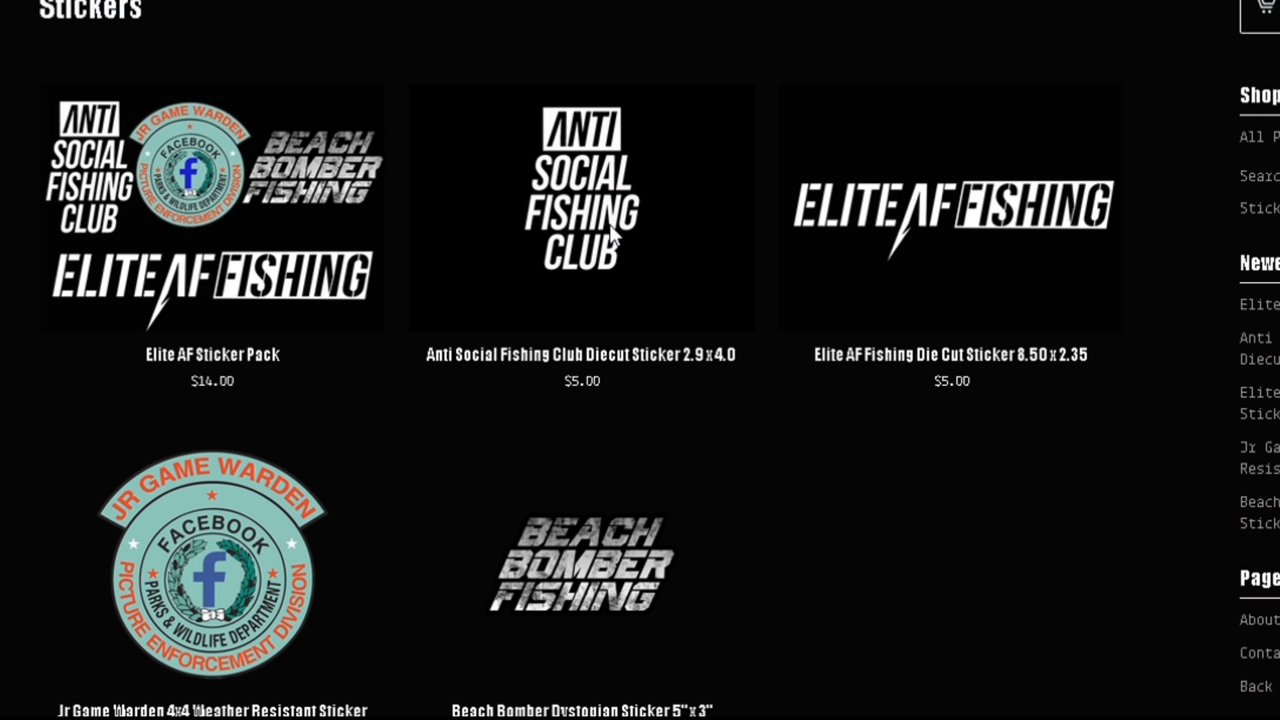 Stickers
ANTI
SOCIAL
FISHING
CLUB
JR GAME WARDEN
FACEBOOK
f
PARKS & WILDLIFE DEPARTMENT
PICTURE ENFORCEMENT DIVISION
BEACH
BOMBER
FISHING
ELITE AF FISHING
Elite AF Sticker Pack
$14.00
ANTI
SOCIAL
FISHING
CLUB
Anti Social Fishing Club Diecut Sticker 2.9 x 4.0
$5.00
ELITE AF FISHING
Elite AF Fishing Die Cut Sticker 8.50 x 2.35
$5.00
JR GAME WARDEN
FACEBOOK
f
PARKS & WILDLIFE DEPARTMENT
PICTURE ENFORCEMENT DIVISION
Jr Game Warden 4x4 Weather Resistant Sticker
BEACH
BOMBER
FISHING
Beach Bomber Dystopian Sticker 5" x 3"
Shop
All P
Searc
Stick
Newe
Elite
Anti
Diecu
Elite
Stick
Jr Ga
Resis
Beach
Stick
Page
About
Conta
Back